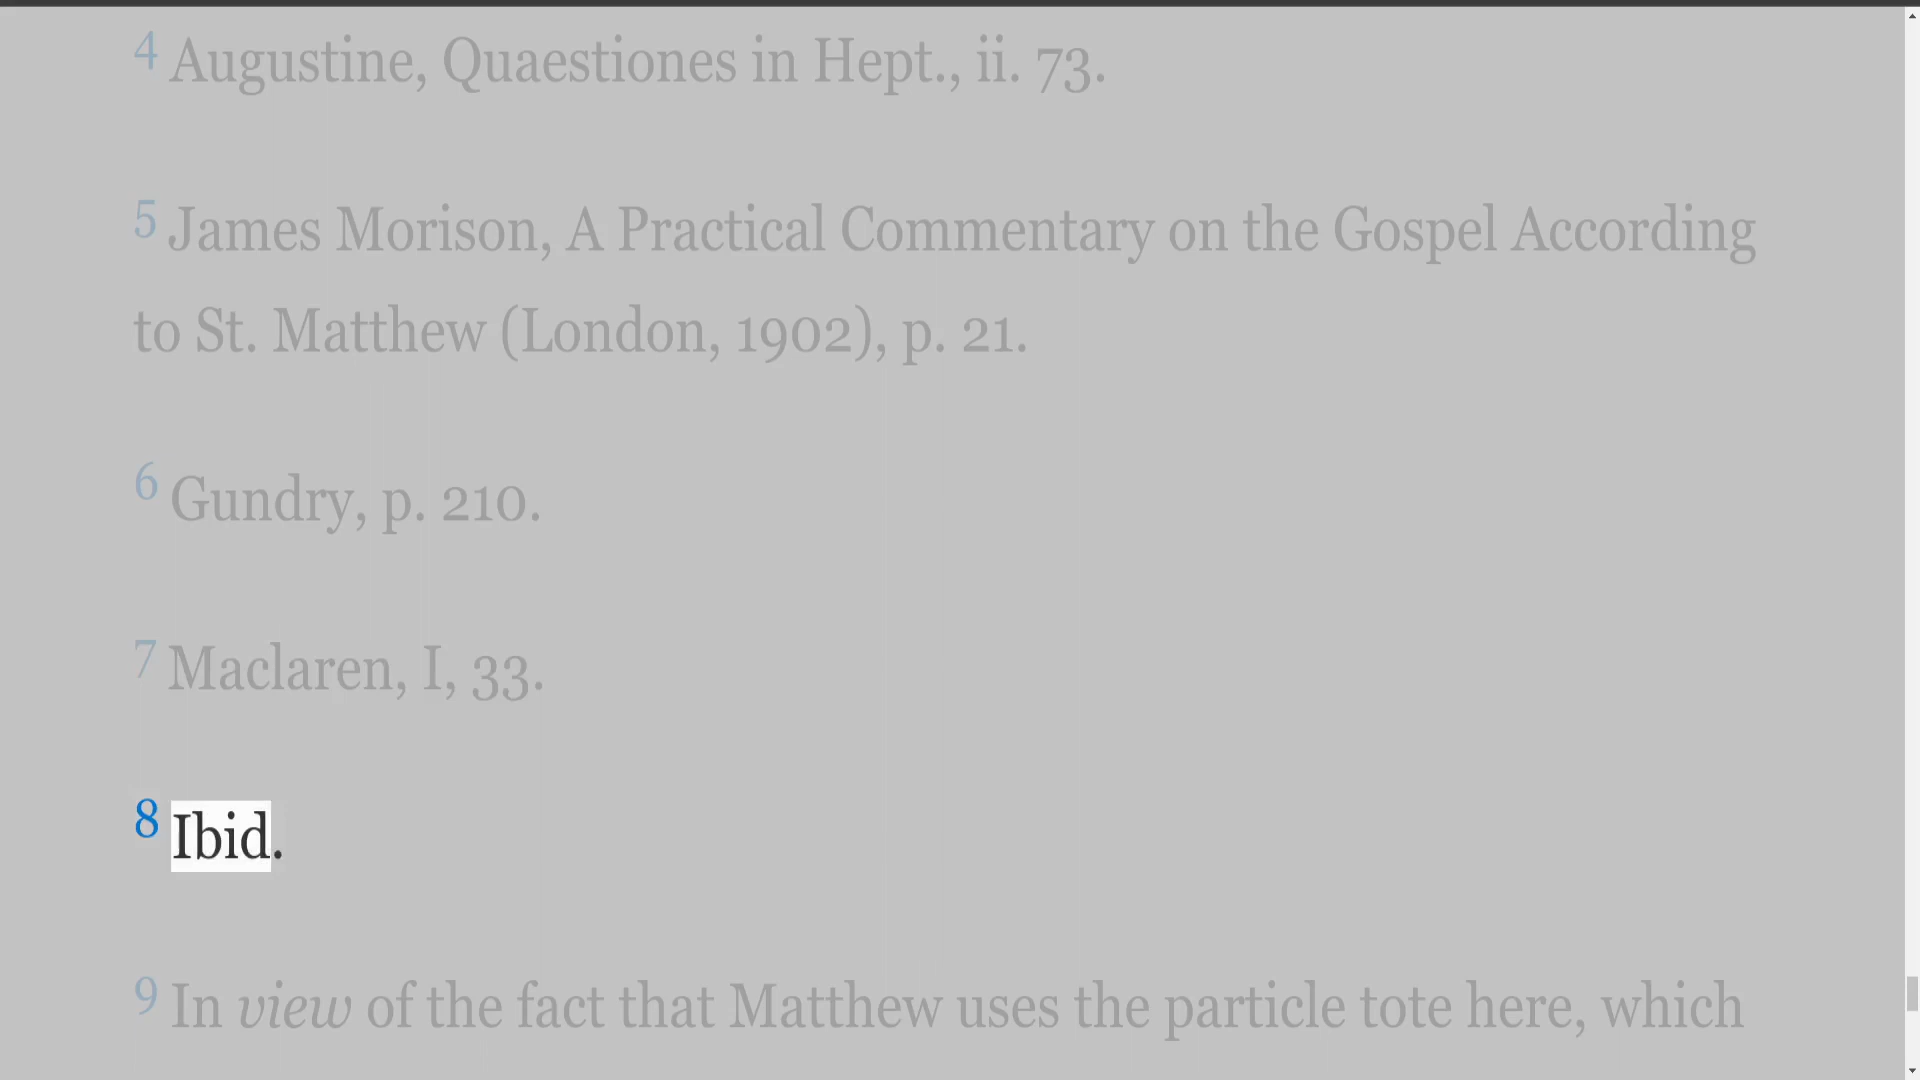 4 Augustine, Quaestiones in Hept., ii. 73.
5 James Morison, A Practical Commentary on the Gospel According
to St. Matthew (London, 1902), p. 21.
6 Gundry, p. 210.
7 Maclaren, I, 33.
8 Ibid.
9 In view of the fact that Matthew uses the particle tote here, which